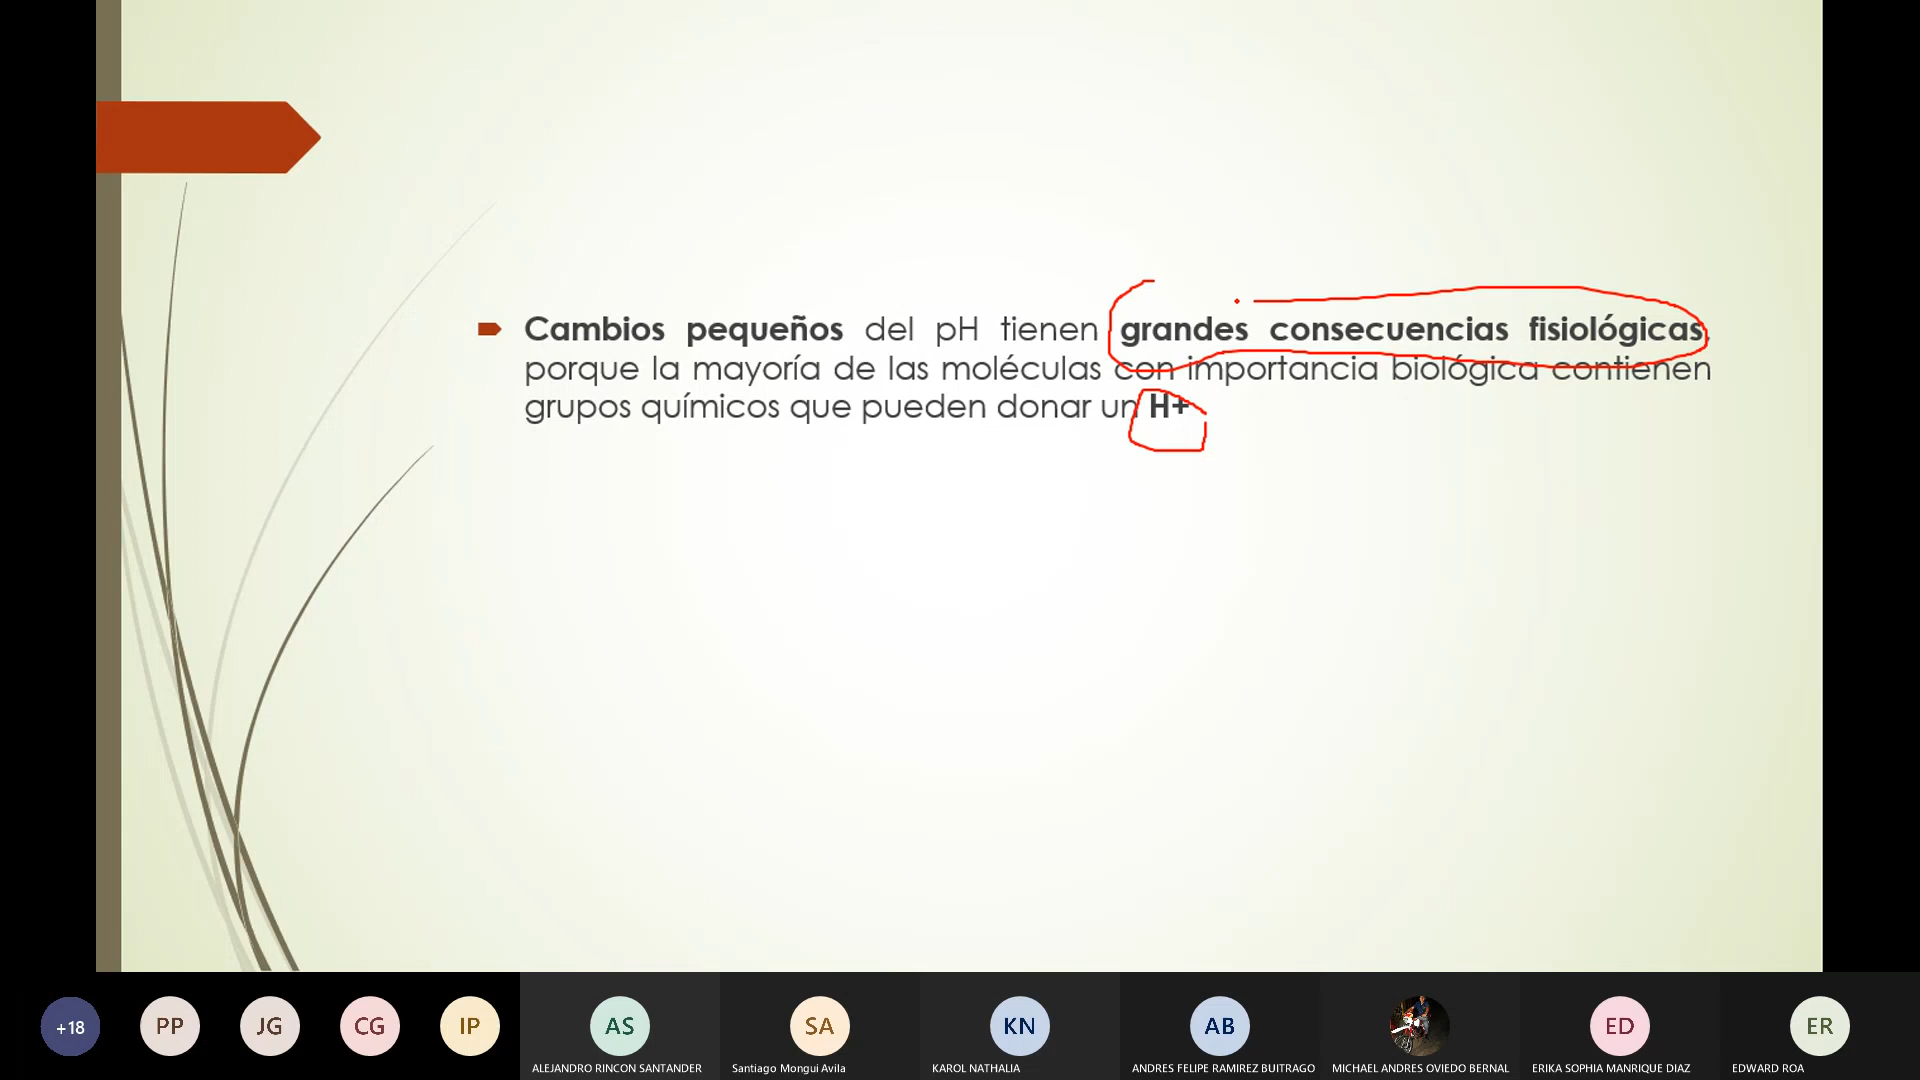 Cambios pequeños del pH tienen grandes consecuencias fisiológicas,
porque la mayoría de las moléculas con importancia biológica contienen
grupos químicos que pueden donar un H+
+18
PP
JG
CG
IP
AS
SA
KN
AB
ED
ER
ALEJANDRO RINCON SANTANDER
Santiago Mongui Avila
KAROL NATHALIA
ANDRES FELIPE RAMIREZ BUITRAGO
MICHAEL ANDRES OVIEDO BERNAL
ERIKA SOPHIA MANRIQUE DIAZ
EDWARD ROA